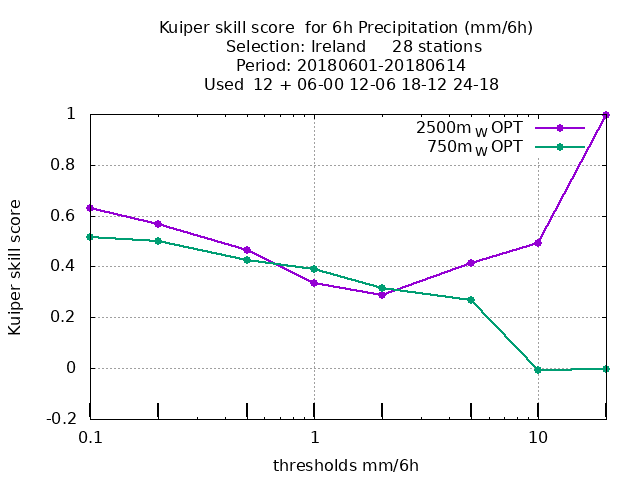 Kuiper skill score  for 6h Precipitation (mm/6h)
Selection: Ireland     28 stations
Period: 20180601-20180614
Used  12 + 06-00 12-06 18-12 24-18
2500m_W OPT
750m_W OPT
1
0.8
0.6
0.4
0.2
0
-0.2
Kuiper skill score
0.1 1 10
thresholds mm/6h